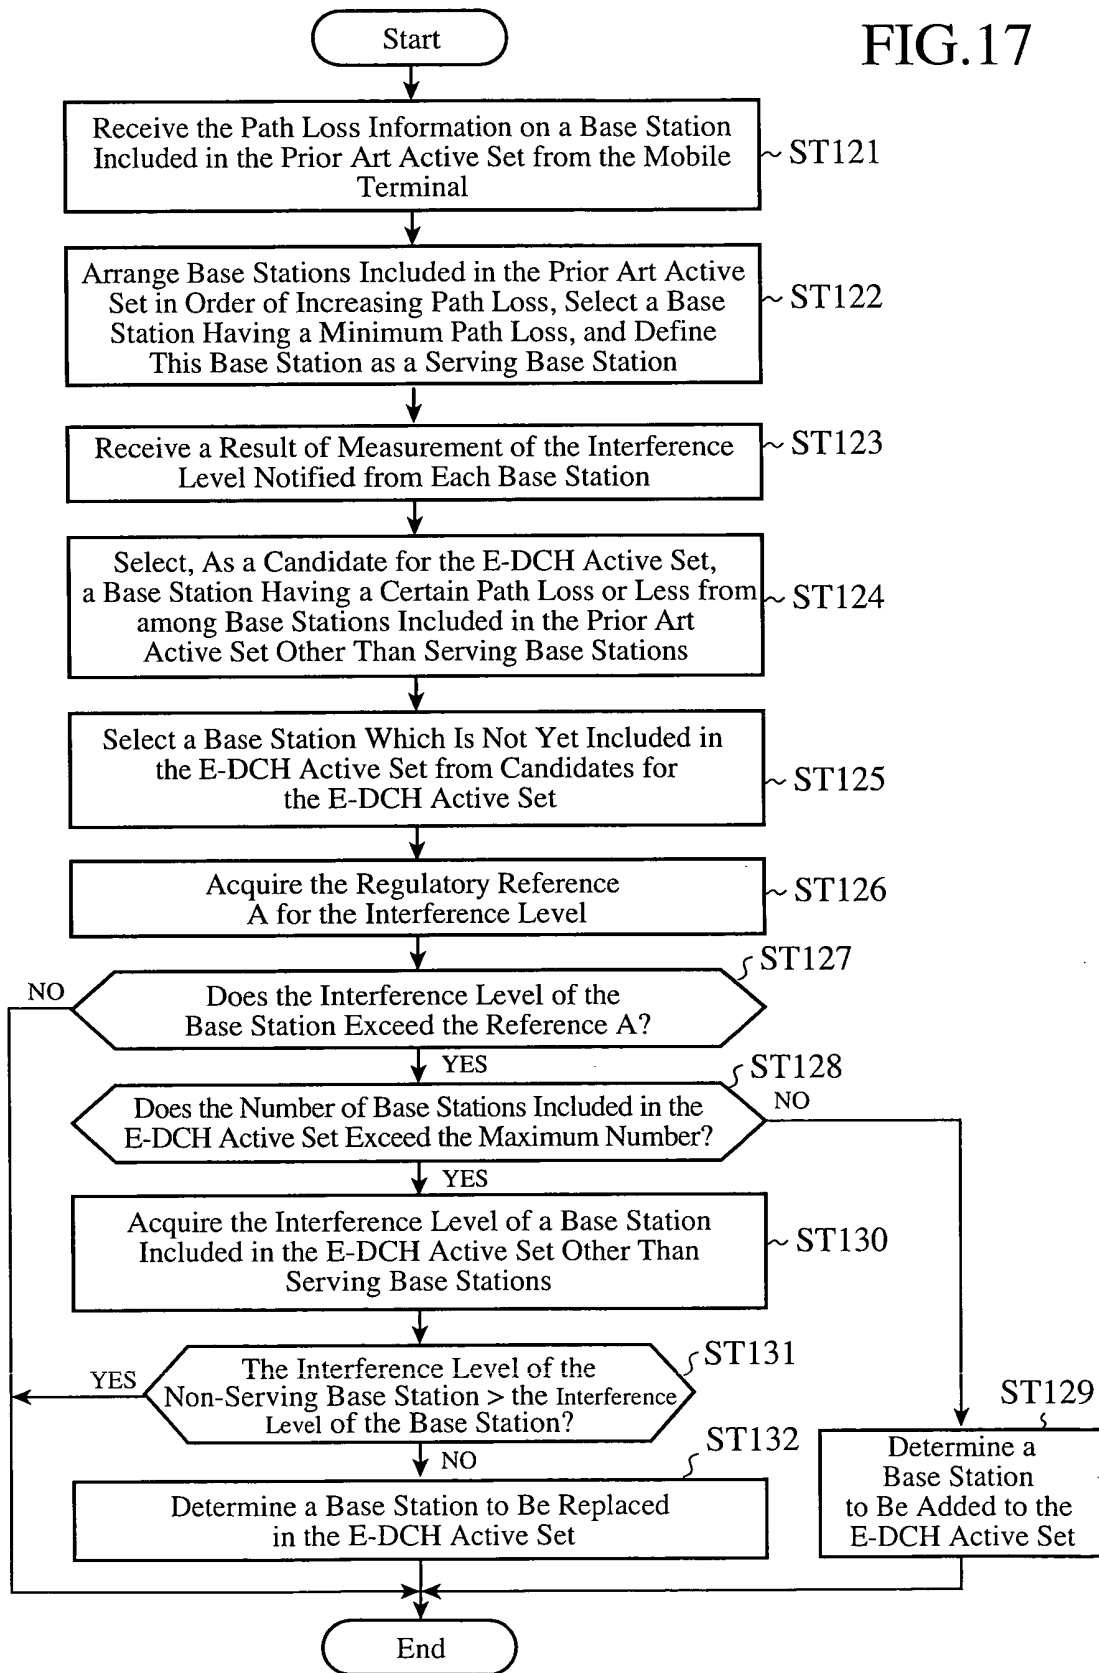 FIG.17
Start
Receive the Path Loss Information on a Base Station
Included in the Prior Art Active Set from the Mobile
Terminal
ST121
Arrange Base Stations Included in the Prior Art Active
Set in Order of Increasing Path Loss, Select a Base
Station Having a Minimum Path Loss, and Define
This Base Station as a Serving Base Station
ST122
Receive a Result of Measurement of the Interference
Level Notified from Each Base Station
ST123
Select, As a Candidate for the E-DCH Active Set,
a Base Station Having a Certain Path Loss or Less from
among Base Stations Included in the Prior Art
Active Set Other Than Serving Base Stations
ST124
Select a Base Station Which Is Not Yet Included in
the E-DCH Active Set from Candidates for
the E-DCH Active Set
ST125
Acquire the Regulatory Reference
A for the Interference Level
ST126
ST127
NO
Does the Interference Level of the
Base Station Exceed the Reference A?
YES
ST128
Does the Number of Base Stations Included in the
E-DCH Active Set Exceed the Maximum Number?
NO
YES
Acquire the Interference Level of a Base Station
Included in the E-DCH Active Set Other Than
Serving Base Stations
ST130
ST131
YES
The Interference Level of the
Non-Serving Base Station > the Interference
Level of the Base Station?
NO
ST132
Determine a Base Station to Be Replaced
in the E-DCH Active Set
ST129
Determine a
Base Station
to Be Added to the
E-DCH Active Set
End